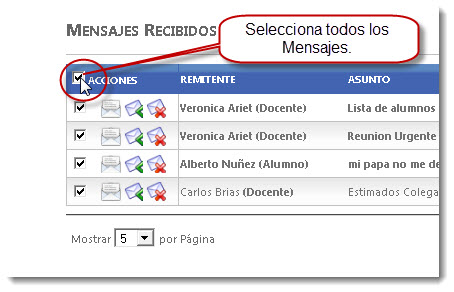 MENSAJES RECIBIDOS
Selecciona todos los
Mensajes.
ACCIONES REMITENTE ASUNTO
Veronica Ariet (Docente) Lista de alumnos
Veronica Ariet (Docente) Reunion Urgente
Alberto Nuñez (Alumno) mi papa no me de
Carlos Brias (Docente) Estimados Colega
Mostrar 5 por Página